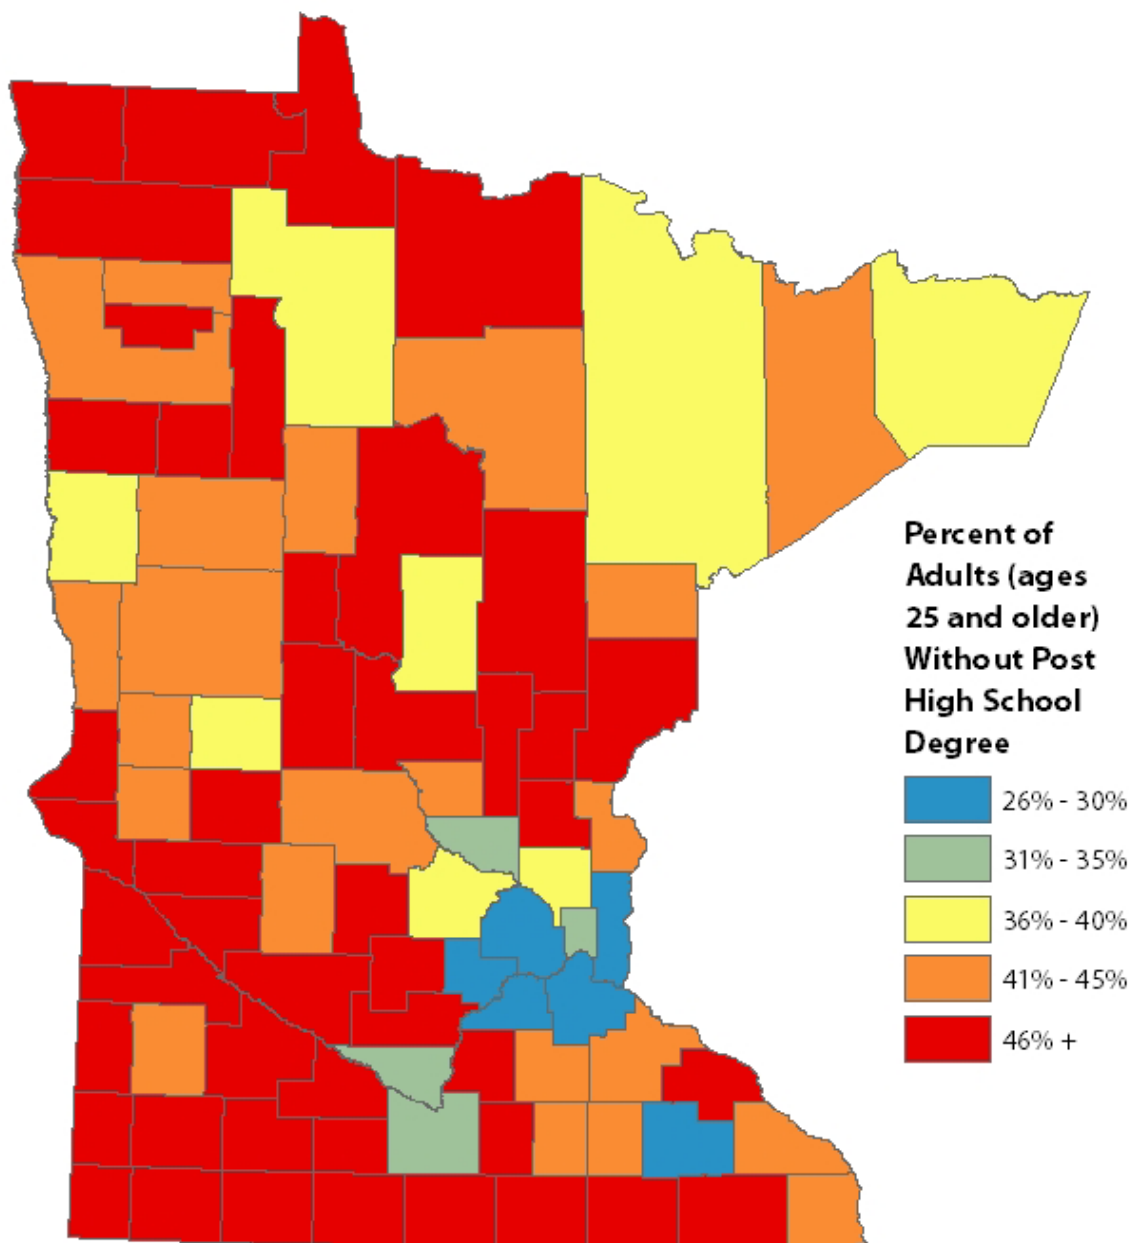 Percent of
Adults (ages
25 and older)
Without Post
High School
Degree
26% - 30%
31% - 35%
36% - 40%
41% - 45%
46% +